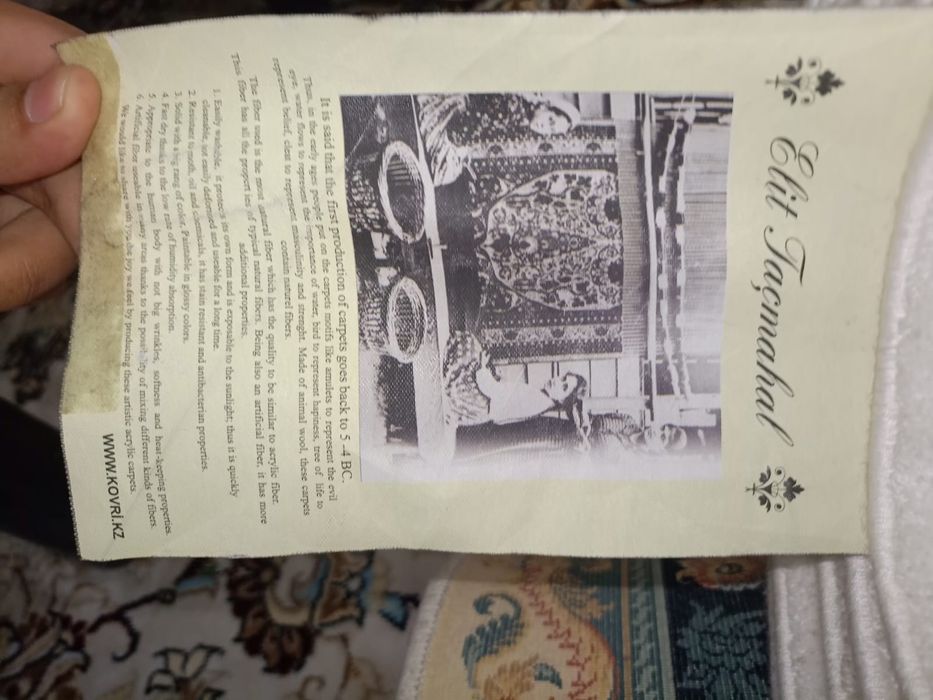 Elit Taçmahal
It is said that the first production of carpets goes back to 5 -4 BC.
Then, in the early ages people put on the carpets motifs like amulets to represent the evil
eye, water flows to represent the importance of water, bird to represent hapiness, tree of life to
represent belief, cleat to represent masculinity and strenght. Made of animal wool, these carpets
contain naturel fibers.
The fiber used is the most natural fiber which has the quality to be similar to acrylic fiber.
This fiber has all the propert ies of typical natural fibers. Being also an artificial fiber, it has more
additional properties.
1. Easily washable, it protects its own form and is exposable to the sunlight, thus it is quickly
cleanable, not easily deformed and useable for a long time.
2. Resistant to moth, oil and chemicals, it has stain resistant and antibacterian properties.
3. Solid with a big rang of color. Paintable in glossy colors.
4. Fast dry thanks to the low rate of humidity absorption.
5. Appropriate to the human body with not big wrinkles, softness and heat-keeping properties
6. Artificial fiber useable in many areas thanks to the possibility of mixing different kinds of fibers.
We would like to share with you the joy we feel by producing these artistic acrylic carpets.
WWW.KOVRİ.KZ